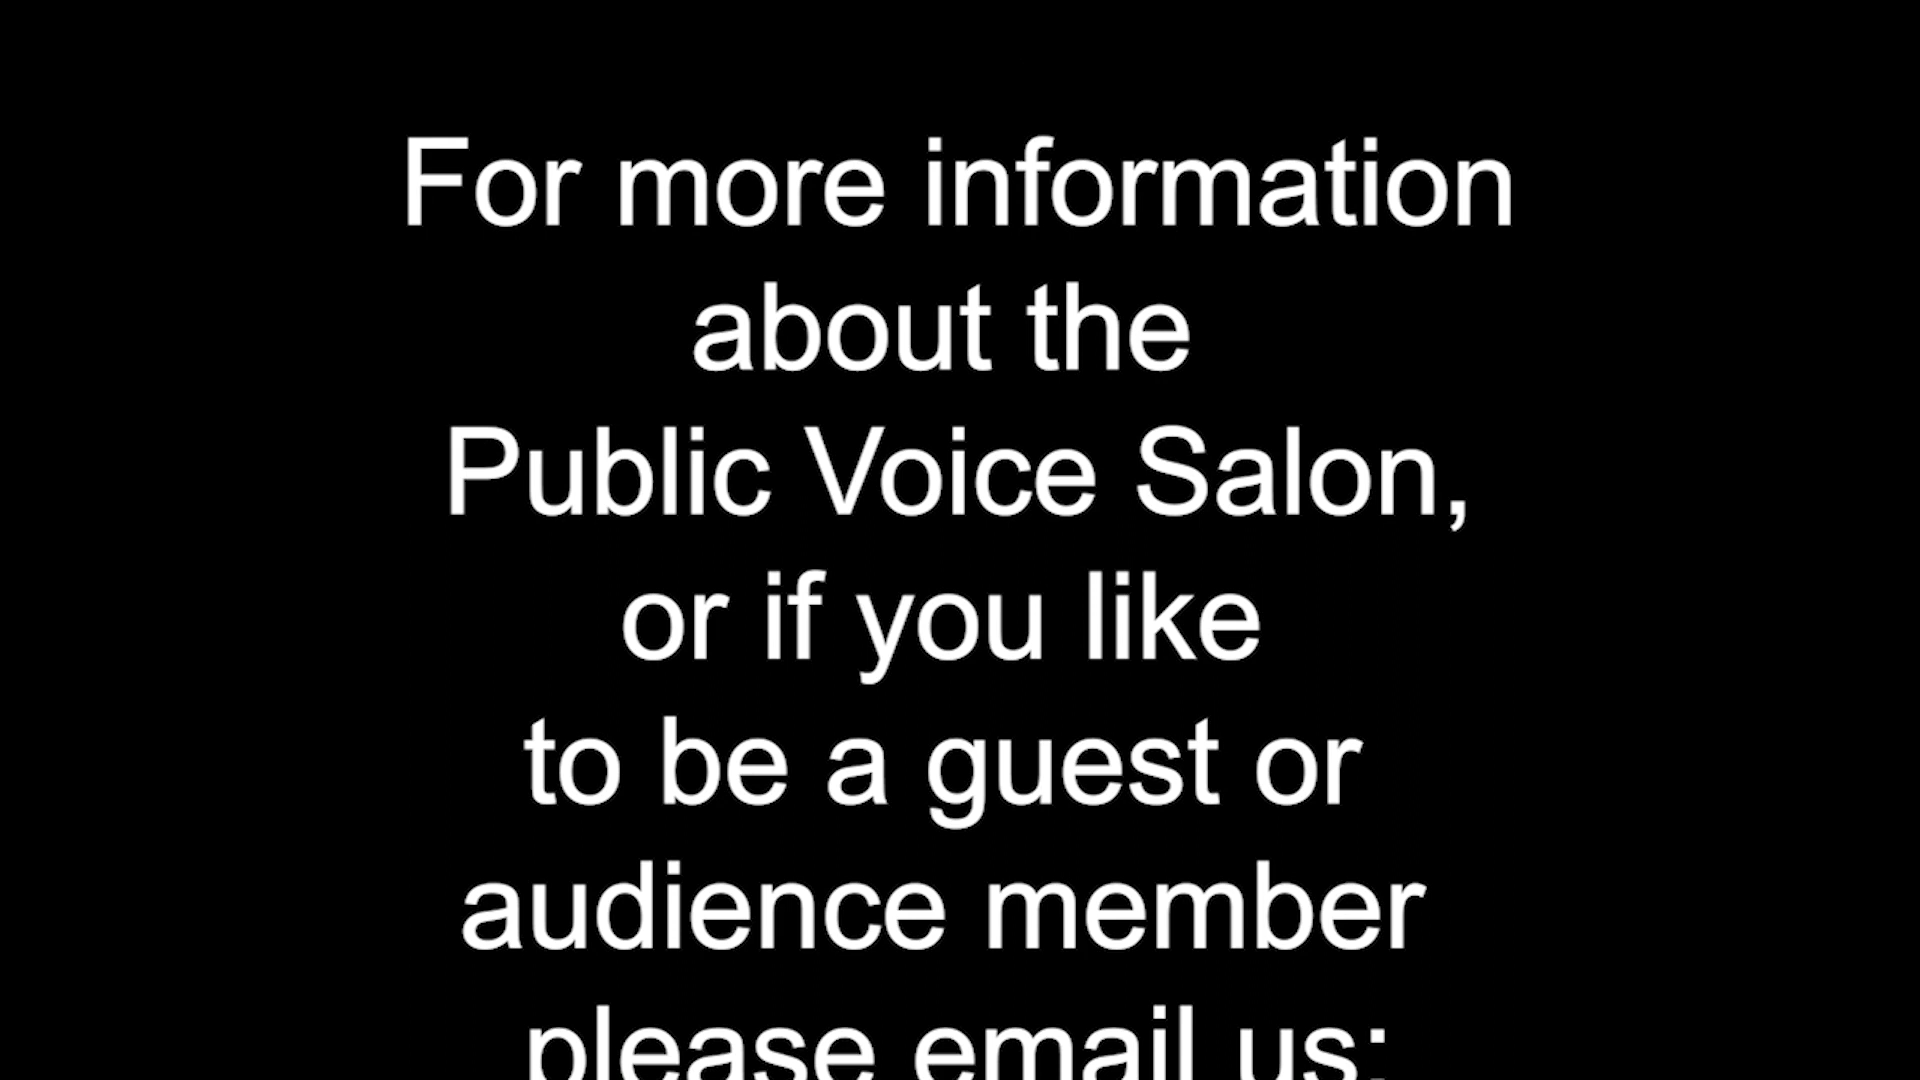 For more information
about the
Public Voice Salon,
or if you like
to be a guest or
audience member
please email us: